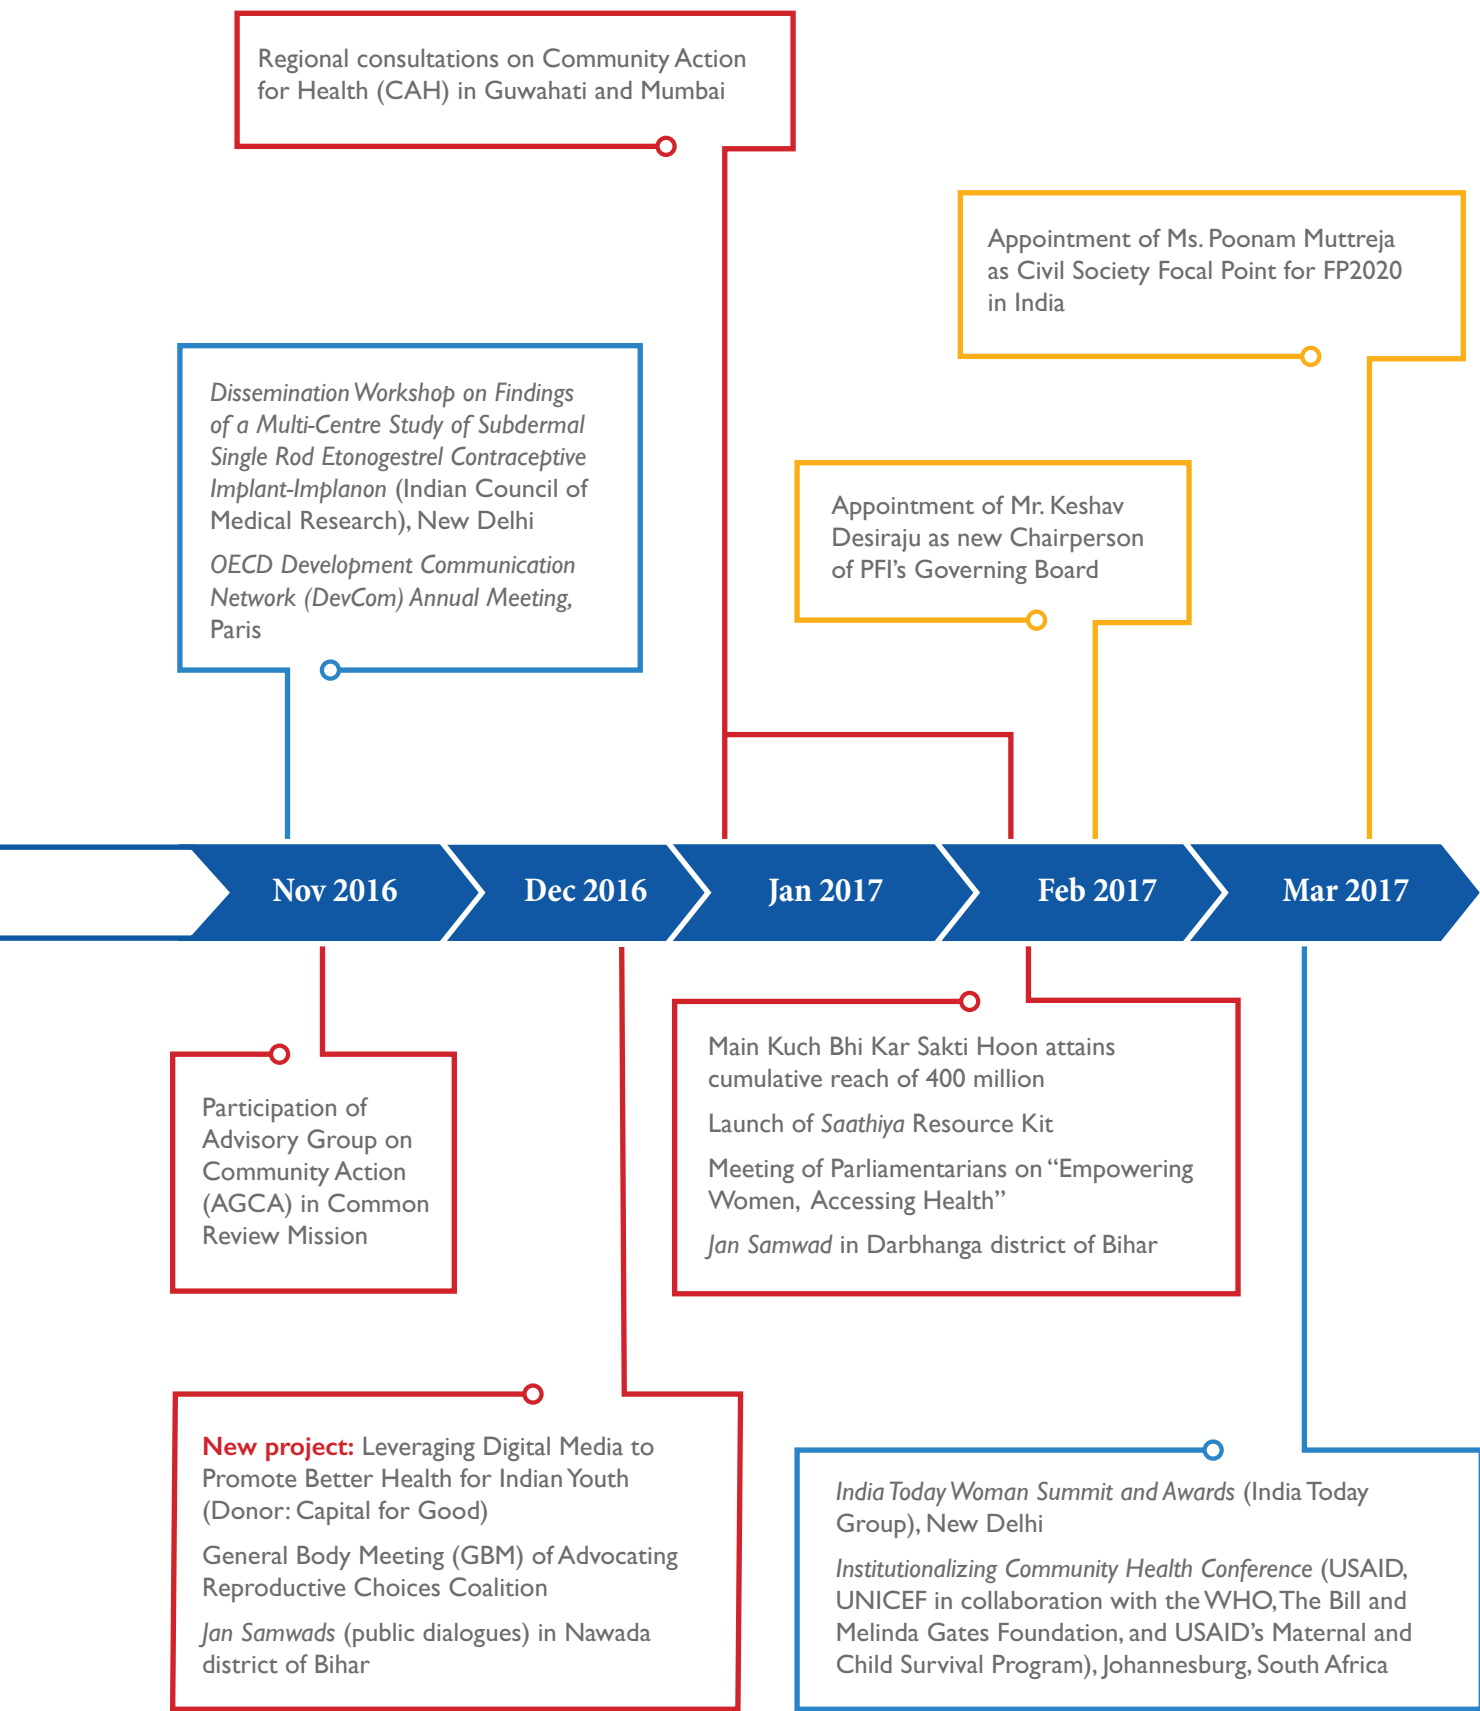 Regional consultations on Community Action
for Health (CAH) in Guwahati and Mumbai
Appointment of Ms. Poonam Muttreja
as Civil Society Focal Point for FP2020
in India
Dissemination Workshop on Findings
of a Multi-Centre Study of Subdermal
Single Rod Etonogestrel Contraceptive
Implant-Implanon (Indian Council of
Medical Research), New Delhi
OECD Development Communication
Network (DevCom) Annual Meeting,
Paris
Appointment of Mr. Keshav
Desiraju as new Chairperson
of PFI’s Governing Board
Nov 2016
Dec 2016
Jan 2017
Feb 2017
Mar 2017
Participation of
Advisory Group on
Community Action
(AGCA) in Common
Review Mission
Main Kuch Bhi Kar Sakti Hoon attains
cumulative reach of 400 million
Launch of Saathiya Resource Kit
Meeting of Parliamentarians on “Empowering
Women, Accessing Health”
Jan Samwad in Darbhanga district of Bihar
New project: Leveraging Digital Media to
Promote Better Health for Indian Youth
(Donor: Capital for Good)
General Body Meeting (GBM) of Advocating
Reproductive Choices Coalition
Jan Samwads (public dialogues) in Nawada
district of Bihar
India Today Woman Summit and Awards (India Today
Group), New Delhi
Institutionalizing Community Health Conference (USAID,
UNICEF in collaboration with the WHO, The Bill and
Melinda Gates Foundation, and USAID’s Maternal and
Child Survival Program), Johannesburg, South Africa